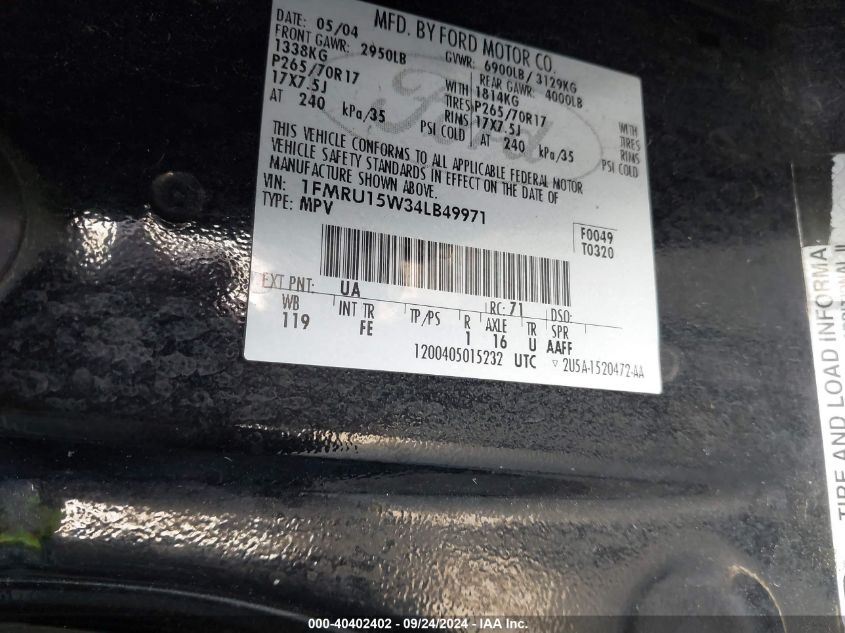 MFD. BY FORD MOTOR CO.
DATE: 05/04 GVWR: 6900LB/ 3129KG
FRONT GAWR: 2950LB REAR GAWR: 4000LB
1338KG WITH 1814KG WITH
P265/70R17 TIRES P265/70R17 TIRES
17X7.5J RIMS 17X7.5J RIMS
AT 240 kPa/35 PSI COLD AT 240 kPa/35 PSI COLD
THIS VEHICLE CONFORMS TO ALL APPLICABLE FEDERAL MOTOR
VEHICLE SAFETY STANDARDS IN EFFECT ON THE DATE OF
MANUFACTURE SHOWN ABOVE.
VIN: 1FMRU15W34LB49971
TYPE: MPV
F0049
T0320
EXT PNT: UA RC: 71 DSO:
WB INT TR TP/PS R AXLE TR SPR
119 FE 1 16 U AAFF
1200405015232 UTC ▽ 2U5A-1520472-AA
Ford
TIRE AND LOAD INFORMA
000-40402402 - 09/24/2024 - IAA Inc.